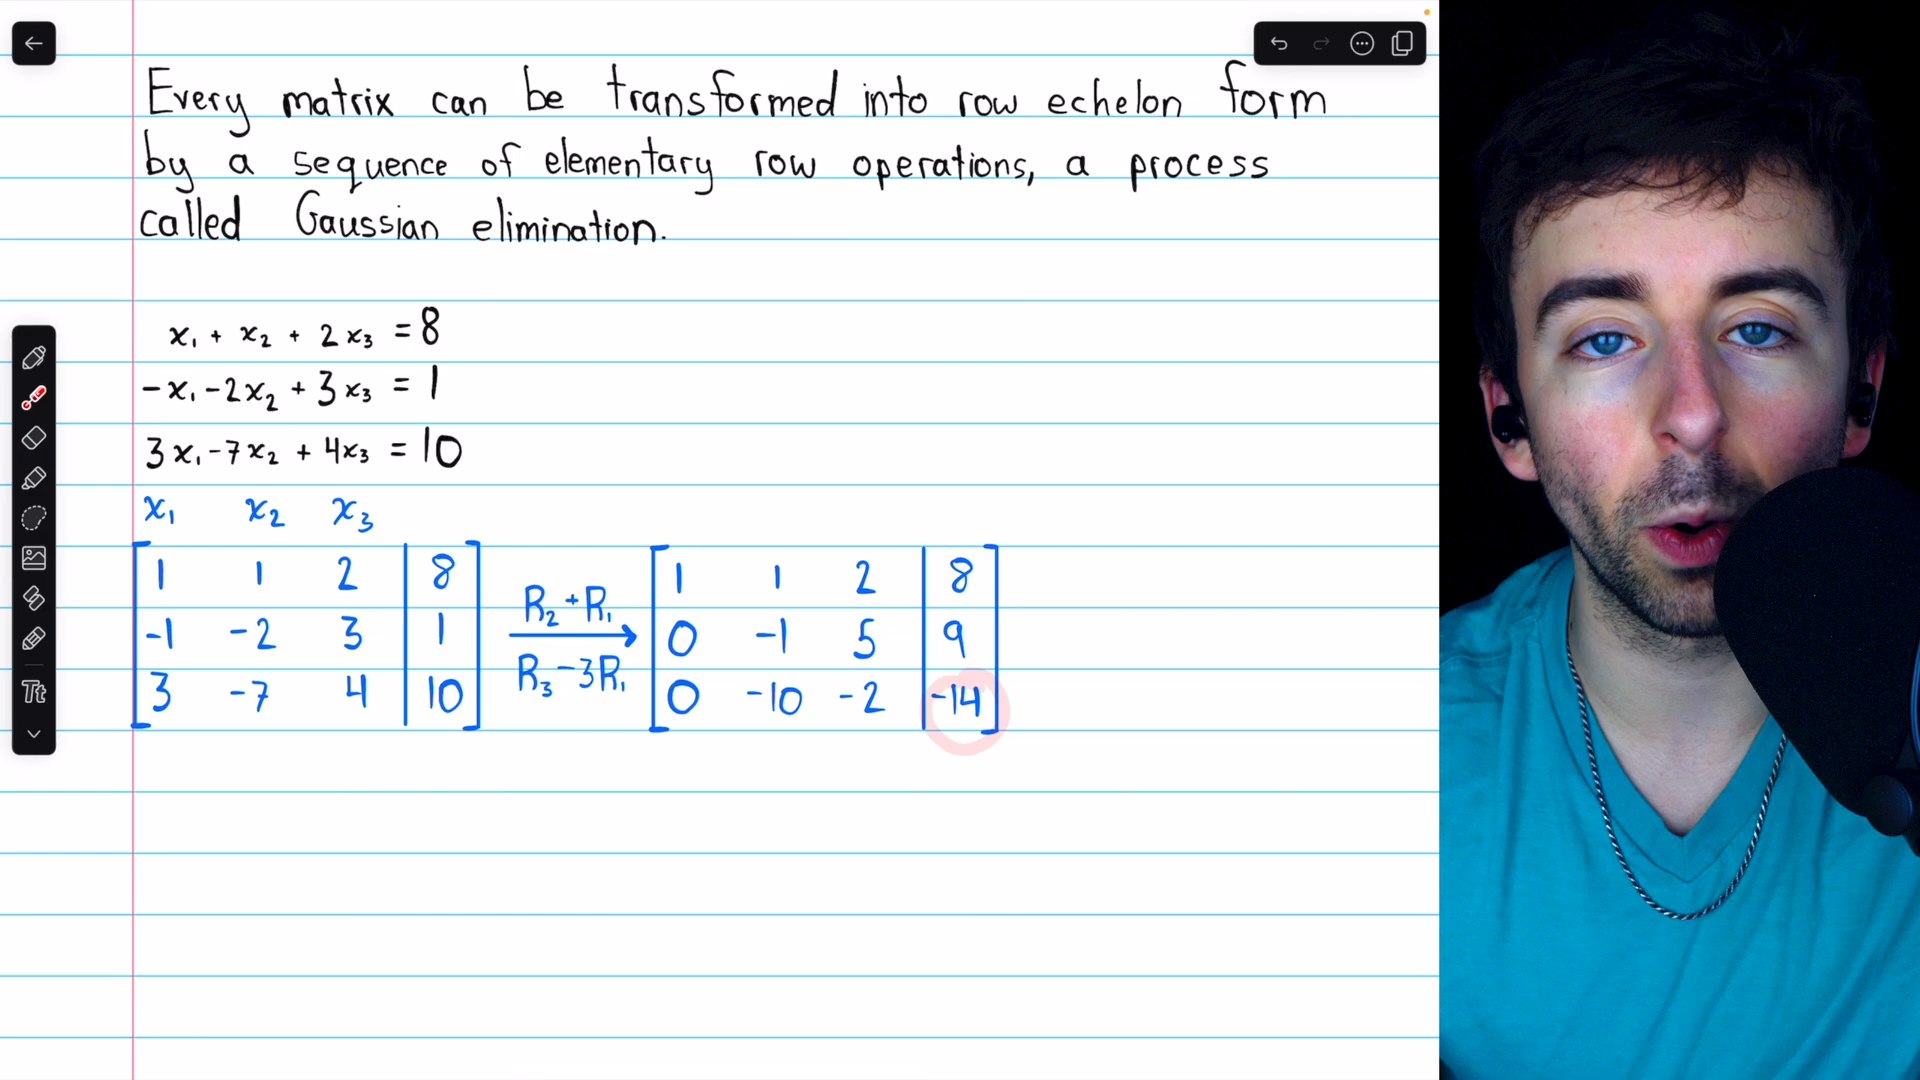 Every matrix can be transformed into row echelon form
by a sequence of elementary row operations, a process
called Gaussian elimination.
x₁ + x₂ + 2x₃ = 8
-x₁ - 2x₂ + 3x₃ = 1
3x₁ - 7x₂ + 4x₃ = 10
x₁ x₂ x₃
1 1 2 | 8
-1 -2 3 | 1
3 -7 4 | 10
R₂ + R₁
R₃ - 3R₁
1 1 2 | 8
0 -1 5 | 9
0 -10 -2 | -14
Tt